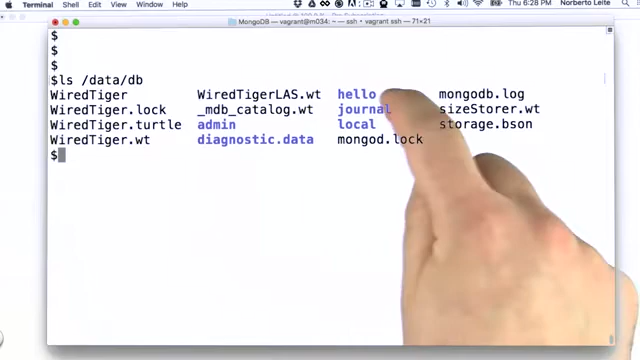 Terminal Shell Edit View Window Help
Thu 7 6:28 PM Norberto Leite
MongoDB — vagrant@m034: ~ — ssh ‹ vagrant ssh — 71×21
$
$
$
$ls /data/db
WiredTiger WiredTigerLAS.wt hello mongodb.log
WiredTiger.lock _mdb_catalog.wt journal sizeStorer.wt
WiredTiger.turtle admin local storage.bson
WiredTiger.wt diagnostic.data mongod.lock
$